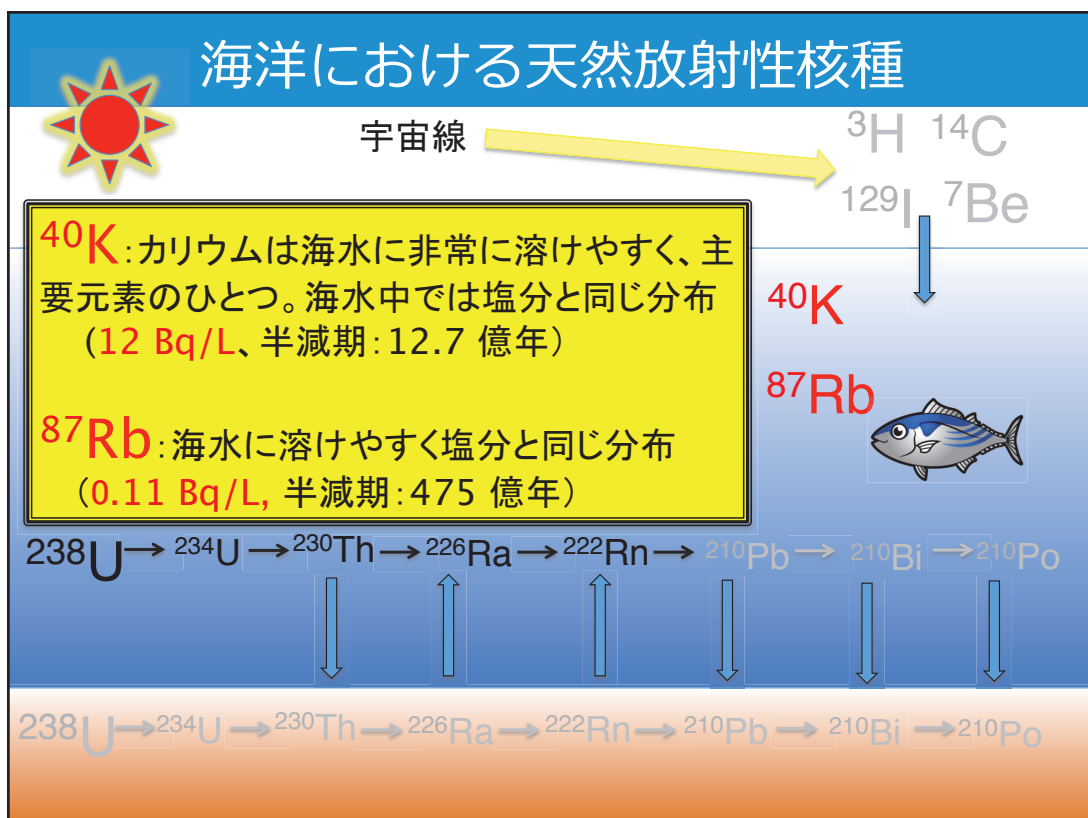 海洋における天然放射性核種
宇宙線
³H ¹⁴C
¹²⁹I ⁷Be
⁴⁰K:カリウムは海水に非常に溶けやすく、主
要元素のひとつ。海水中では塩分と同じ分布
(12 Bq/L、半減期:12.7 億年)
⁸⁷Rb:海水に溶けやすく塩分と同じ分布
(0.11 Bq/L, 半減期:475 億年)
⁴⁰K
⁸⁷Rb
²³⁸U→²³⁴U→²³⁰Th→²²⁶Ra→²²²Rn→²¹⁰Pb→²¹⁰Bi→²¹⁰Po
²³⁸U→²³⁴U→²³⁰Th→²²⁶Ra→²²²Rn→²¹⁰Pb→²¹⁰Bi→²¹⁰Po